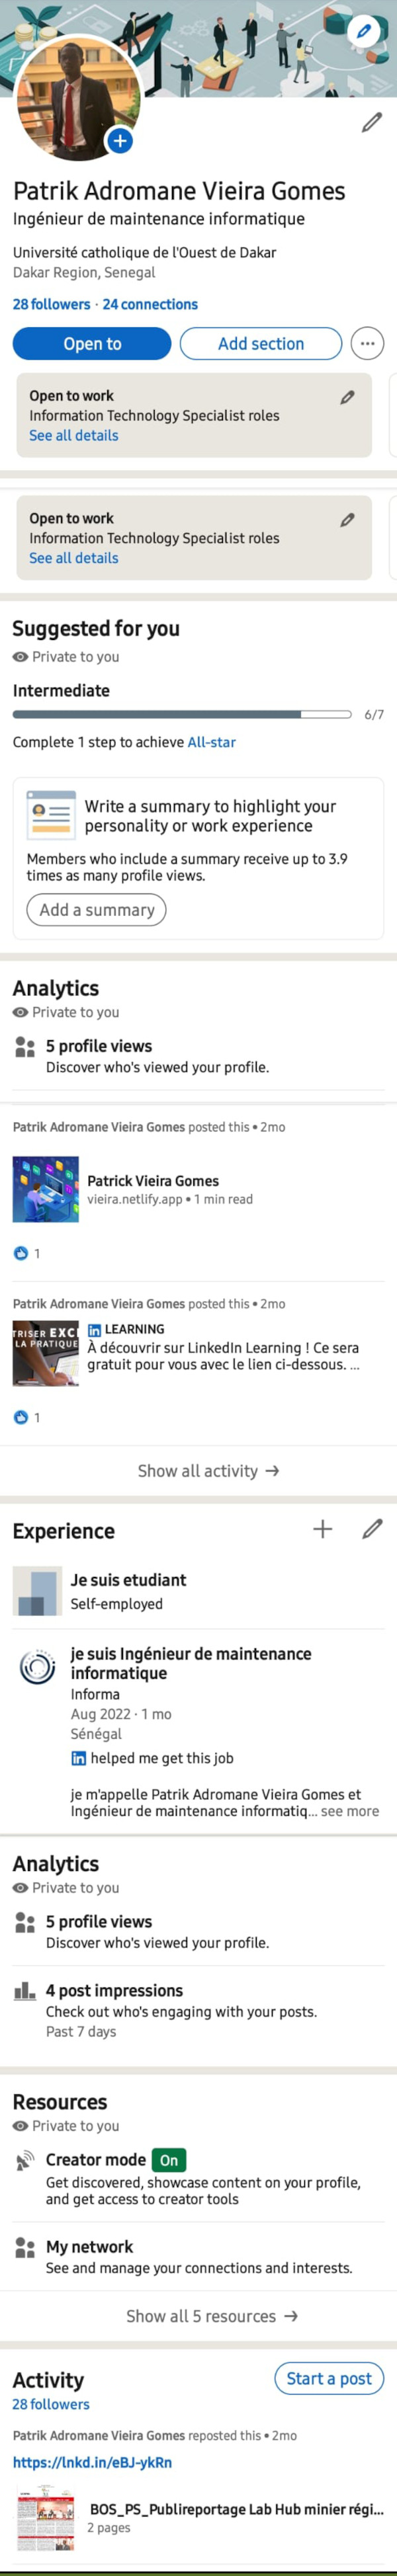 Patrik Adromane Vieira Gomes
Ingénieur de maintenance informatique
Université catholique de l'Ouest de Dakar
Dakar Region, Senegal
28 followers · 24 connections
Open to
Add section
Open to work
Information Technology Specialist roles
See all details
Open to work
Information Technology Specialist roles
See all details
Suggested for you
Private to you
Intermediate
6/7
Complete 1 step to achieve All-star
Write a summary to highlight your
personality or work experience
Members who include a summary receive up to 3.9
times as many profile views.
Add a summary
Analytics
Private to you
5 profile views
Discover who's viewed your profile.
Patrik Adromane Vieira Gomes posted this • 2mo
Patrick Vieira Gomes
vieira.netlify.app • 1 min read
1
Patrik Adromane Vieira Gomes posted this • 2mo
TRISER EXC
LA PRATIQUE
in LEARNING
À découvrir sur LinkedIn Learning ! Ce sera
gratuit pour vous avec le lien ci-dessous. ...
1
Show all activity →
Experience
Je suis etudiant
Self-employed
je suis Ingénieur de maintenance
informatique
Informa
Aug 2022 · 1 mo
Sénégal
in helped me get this job
je m'appelle Patrik Adromane Vieira Gomes et
Ingénieur de maintenance informatiq... see more
Analytics
Private to you
5 profile views
Discover who's viewed your profile.
4 post impressions
Check out who's engaging with your posts.
Past 7 days
Resources
Private to you
Creator mode On
Get discovered, showcase content on your profile,
and get access to creator tools
My network
See and manage your connections and interests.
Show all 5 resources →
Activity
Start a post
28 followers
Patrik Adromane Vieira Gomes reposted this • 2mo
https://lnkd.in/eBJ-ykRn
BOS_PS_Publireportage Lab Hub minier régi...
2 pages